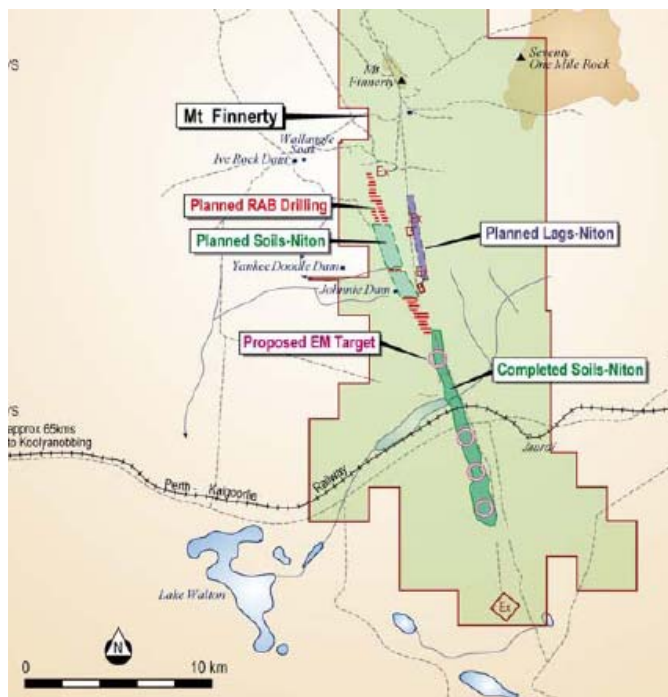 Mt
Finnerty
Seventy
One Mile Rock
Mt Finnerty
Wallangie
Soak
Ive Rock Dam
Ex
Planned RAB Drilling
Planned Soils-Niton
Planned Lags-Niton
Yankee Doodle Dam
Johnnie Dam
Proposed EM Target
Completed Soils-Niton
approx 65kms
to Koolyanobbing
Jaurdi
Perth - Kalgoorlie Railway
Lake Walton
Ex
N
0 10 km